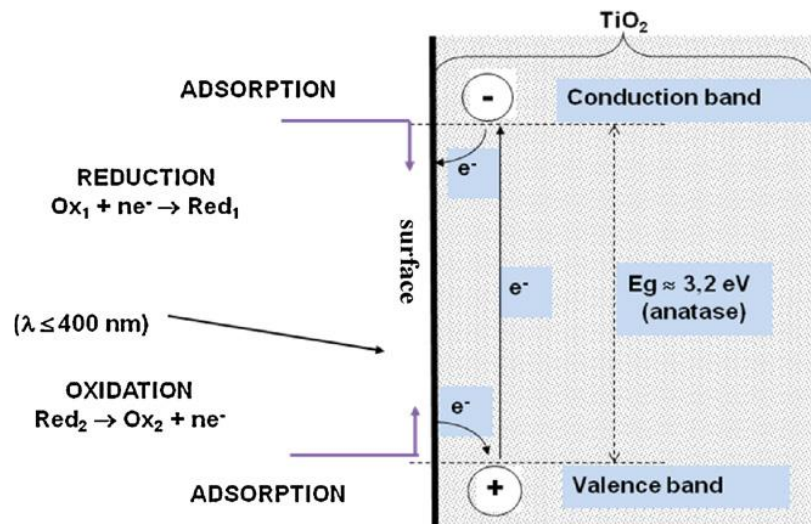 TiO₂
ADSORPTION
-
Conduction band
e⁻
REDUCTION
Ox₁ + ne⁻ → Red₁
surface
e⁻
Eg ≈ 3,2 eV
(anatase)
(λ ≤ 400 nm)
OXIDATION
Red₂ → Ox₂ + ne⁻
e⁻
+
Valence band
ADSORPTION